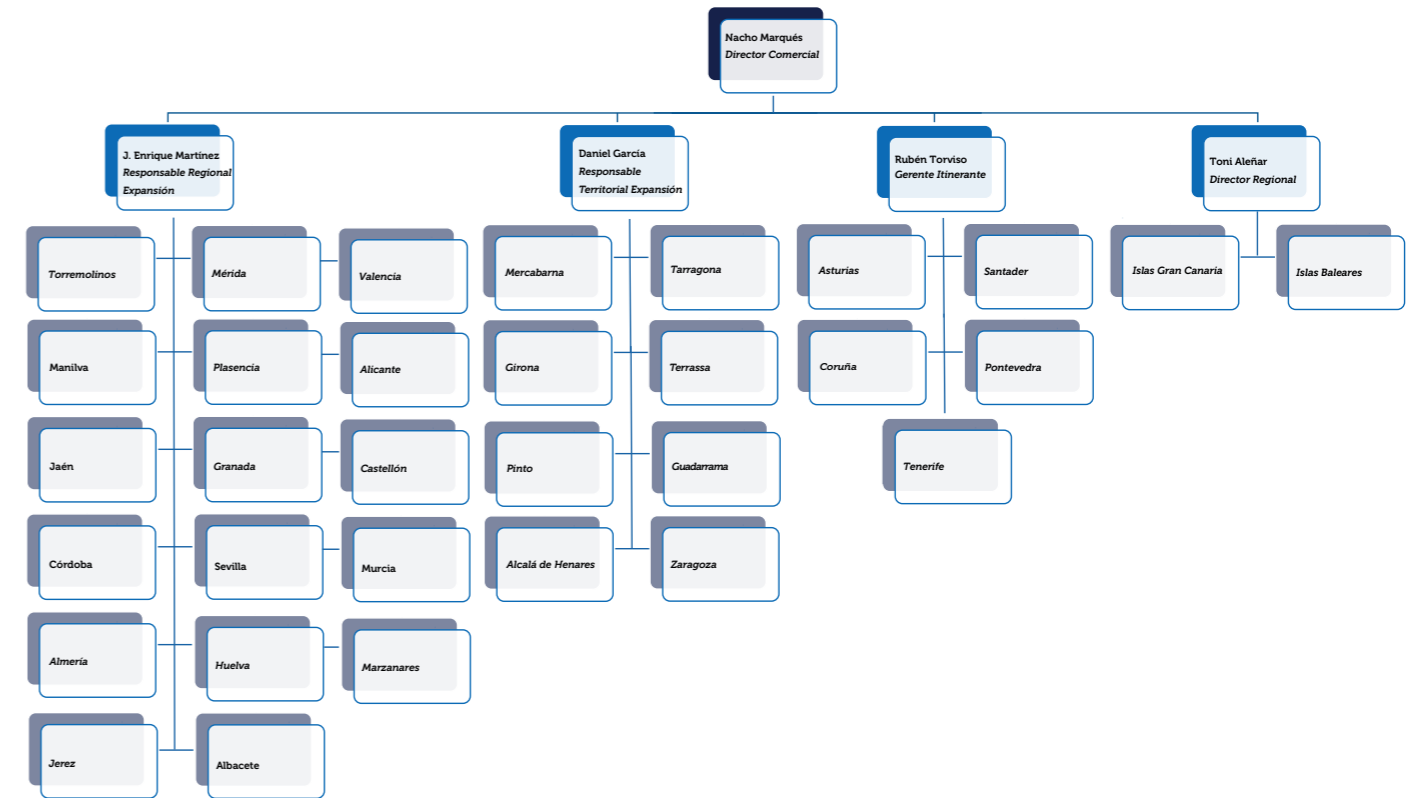 Nacho Marqués
Director Comercial
J. Enrique Martínez
Responsable Regional
Expansión
Daniel García
Responsable
Territorial Expansión
Rubén Torviso
Gerente Itinerante
Toni Aleñar
Director Regional
Torremolinos
Mérida
Valencia
Mercabarna
Tarragona
Asturias
Santader
Islas Gran Canaria
Islas Baleares
Manilva
Plasencia
Alicante
Girona
Terrassa
Coruña
Pontevedra
Jaén
Granada
Castellón
Pinto
Guadarrama
Tenerife
Córdoba
Sevilla
Murcia
Alcalá de Henares
Zaragoza
Almería
Huelva
Marzanares
Jerez
Albacete